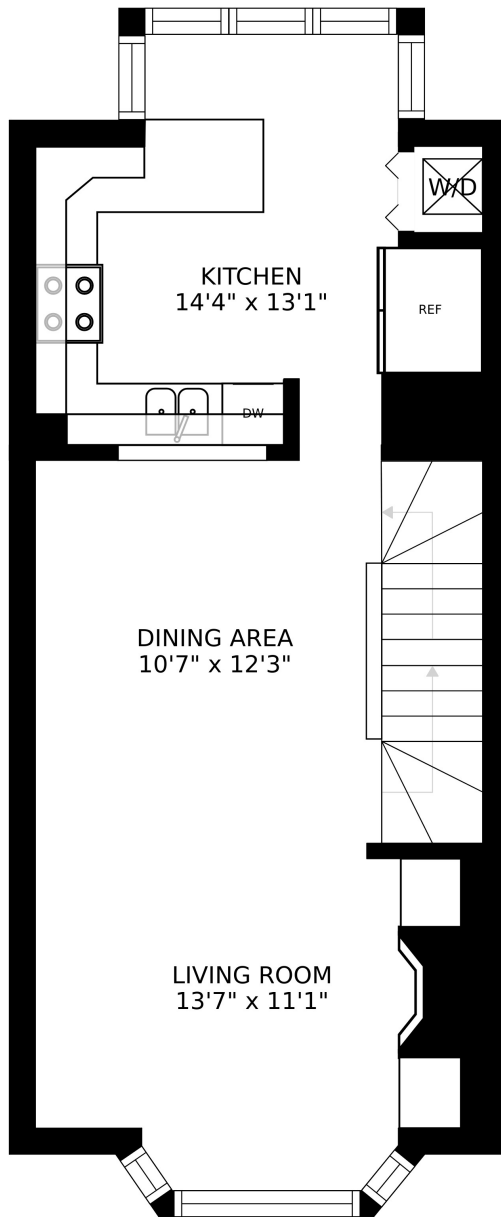 W/D
KITCHEN
14'4" x 13'1"
REF
DW
DINING AREA
10'7" x 12'3"
LIVING ROOM
13'7" x 11'1"